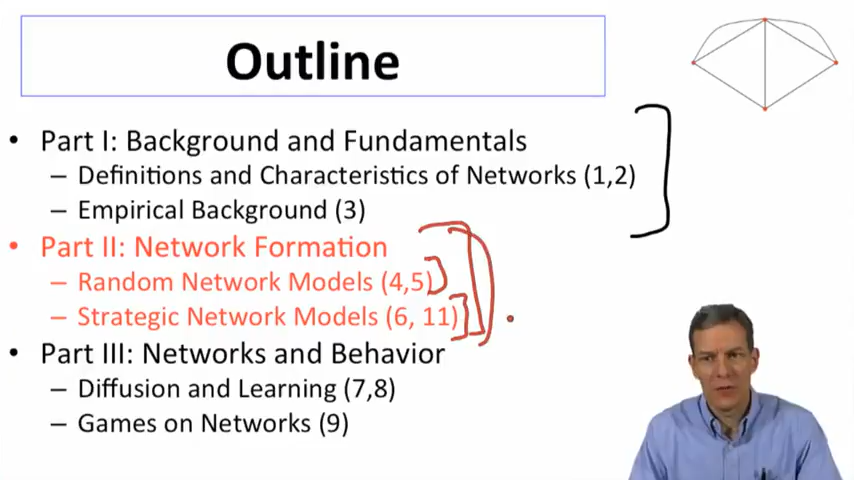 Outline
• Part I: Background and Fundamentals
– Definitions and Characteristics of Networks (1,2)
– Empirical Background (3)
• Part II: Network Formation
– Random Network Models (4,5)
– Strategic Network Models (6, 11)
• Part III: Networks and Behavior
– Diffusion and Learning (7,8)
– Games on Networks (9)